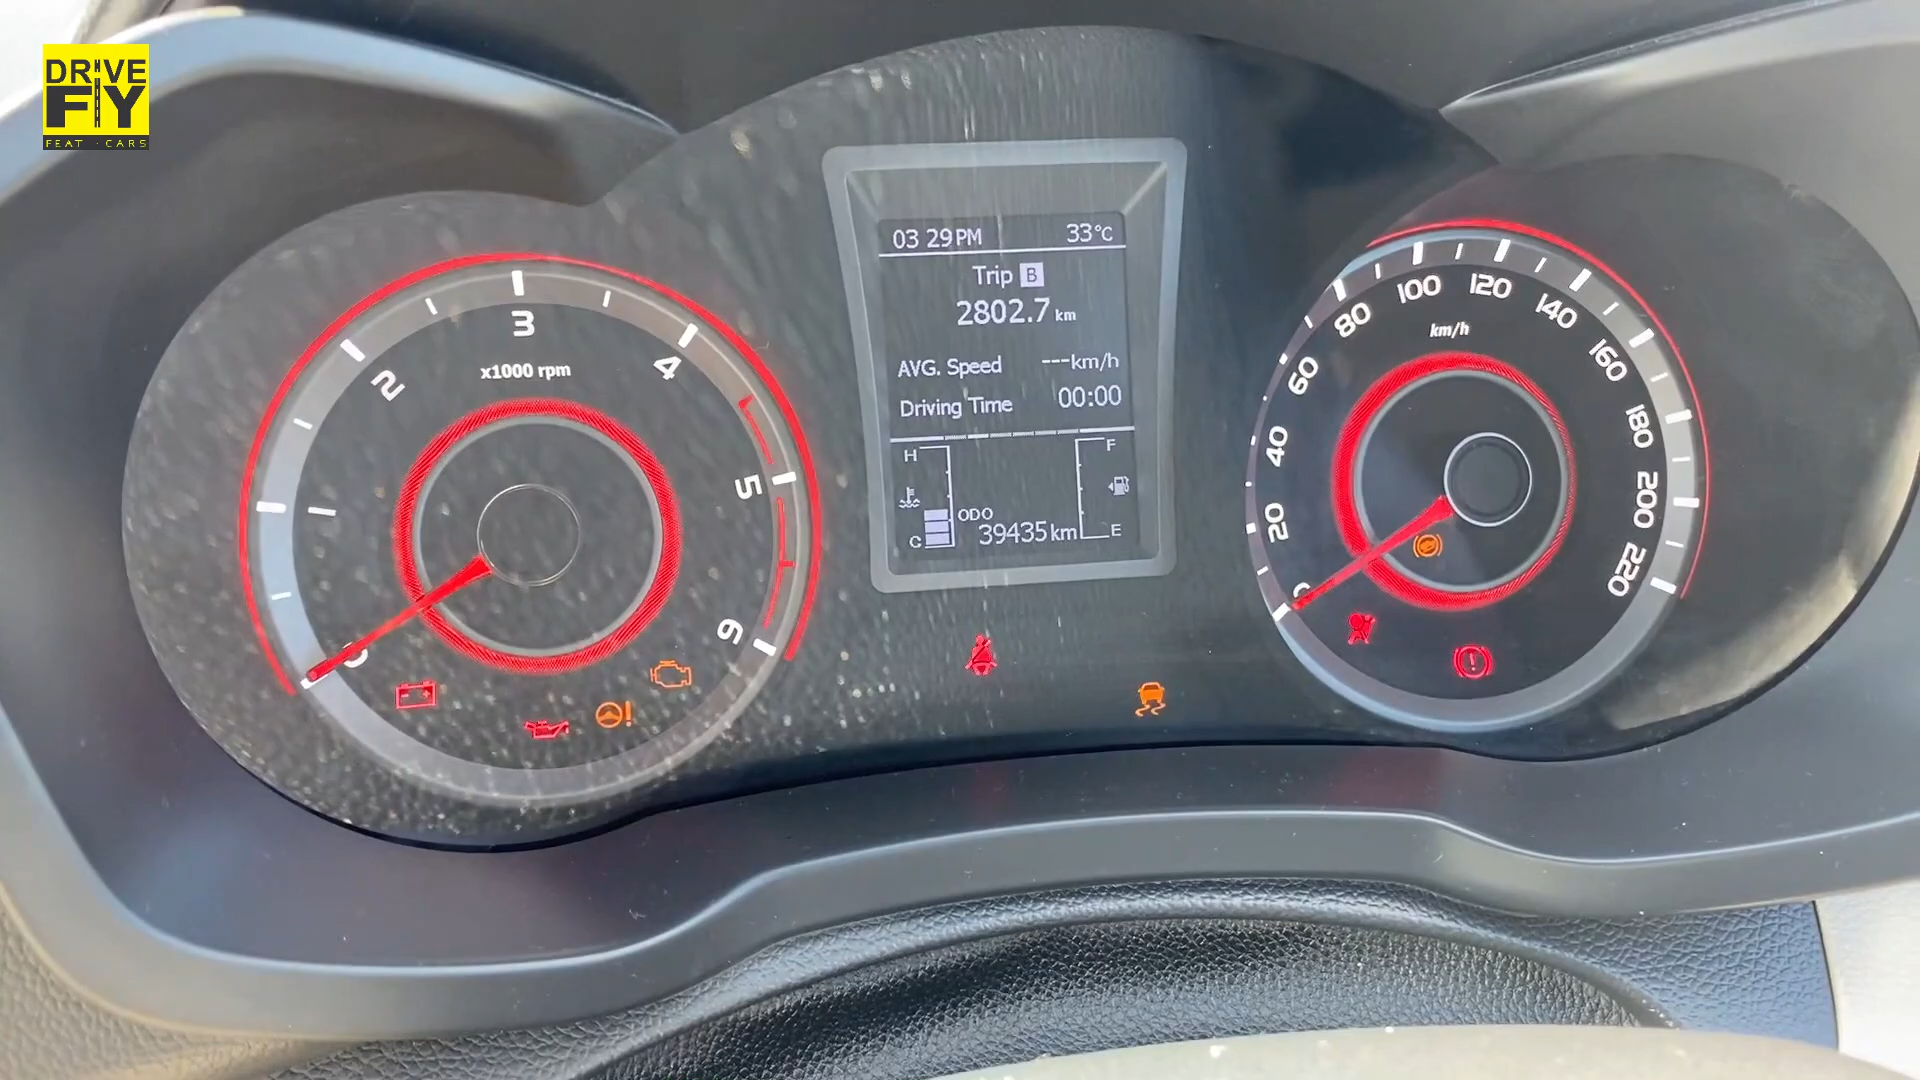 DRIVE
FLY
FEAT · CARS
03 29 PM 33°C
Trip B
2802.7 km
AVG. Speed ---km/h
Driving Time 00:00
H F
ODO
39435 km
C E
0 2 3 4 5 6
x1000 rpm
0 20 40 60 80 100 120 140 160 180 200 220
km/h